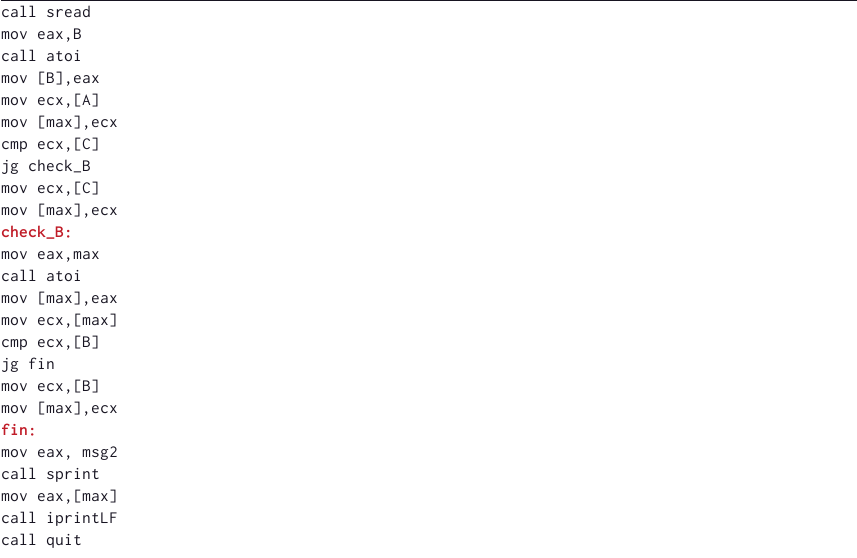 call sread
mov eax,B
call atoi
mov [B],eax
mov ecx,[A]
mov [max],ecx
cmp ecx,[C]
jg check_B
mov ecx,[C]
mov [max],ecx
check_B:
mov eax,max
call atoi
mov [max],eax
mov ecx,[max]
cmp ecx,[B]
jg fin
mov ecx,[B]
mov [max],ecx
fin:
mov eax, msg2
call sprint
mov eax,[max]
call iprintLF
call quit